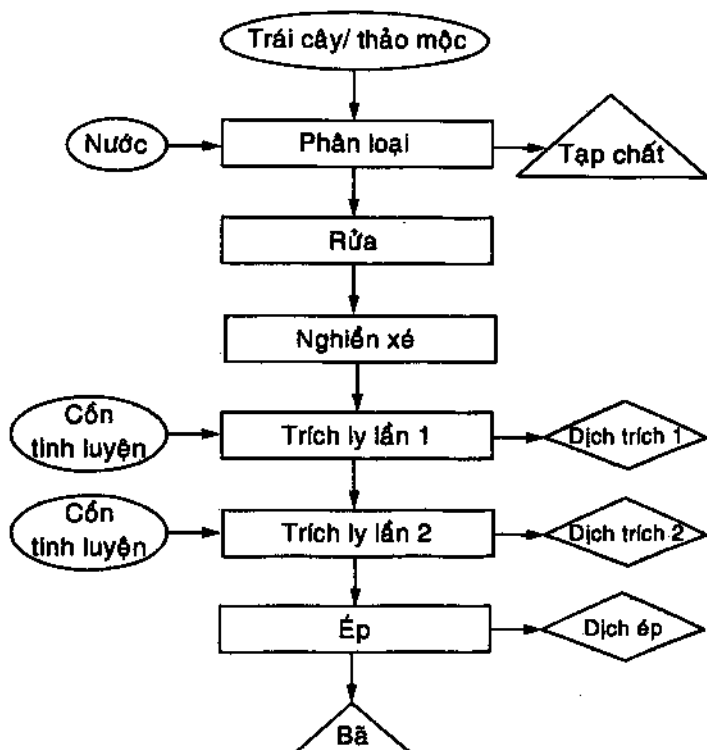 Trái cây/ thảo mộc
Nước
Phân loại
Tạp chất
Rửa
Nghiền xé
Cồn
tinh luyện
Trích ly lần 1
Dịch trích 1
Cồn
tinh luyện
Trích ly lần 2
Dịch trích 2
Ép
Dịch ép
Bã